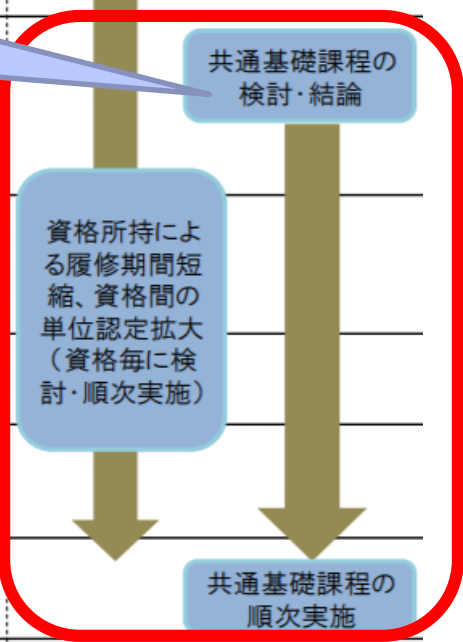 共通基礎課程の
検討・結論
資格所持によ
る履修期間短
縮、資格間の
単位認定拡大
（資格毎に検
討・順次実施）
共通基礎課程の
順次実施